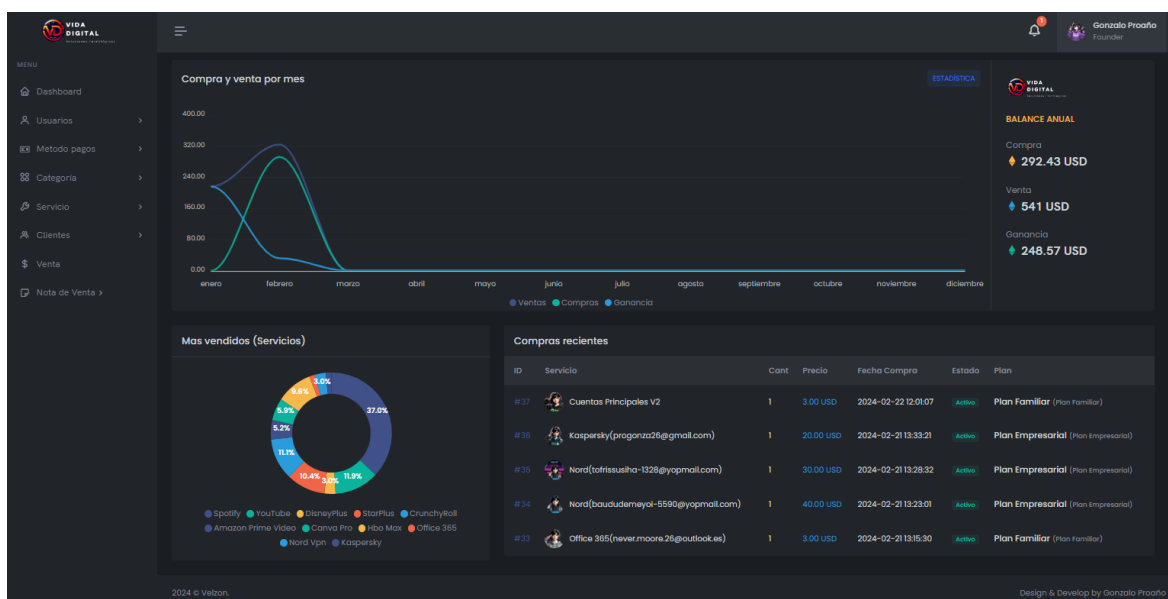 VIDA
DIGITAL
1
Gonzalo Proaño
Founder
MENU
Dashboard
Usuarios
Metodo pagos
Categoría
Servicio
Clientes
$ Venta
Nota de Venta
Compra y venta por mes
ESTADÍSTICA
400.00
320.00
240.00
160.00
80.00
0.00
enero febrero marzo abril mayo junio julio agosto septiembre octubre noviembre diciembre
Ventas Compras Ganancia
VIDA
DIGITAL
BALANCE ANUAL
Compra
292.43 USD
Venta
541 USD
Ganancia
248.57 USD
Mas vendidos (Servicios)
3.0%
9.6%
37.0%
5.9%
5.2%
11.1%
10.4% 3.0% 11.9%
Spotify YouTube DisneyPlus StarPlus CrunchyRoll
Amazon Prime Video Canva Pro Hbo Max Office 365
Nord Vpn Kaspersky
Compras recientes
ID Servicio Cant Precio Fecha Compra Estado Plan
#37 Cuentas Principales V2 1 3.00 USD 2024-02-22 12:01:07 Activo Plan Familiar (Plan Familiar)
#36 Kaspersky(progonza26@gmail.com) 1 20.00 USD 2024-02-21 13:33:21 Activo Plan Empresarial (Plan Empresarial)
#35 Nord(tofrissusiha-1328@yopmail.com) 1 30.00 USD 2024-02-21 13:28:32 Activo Plan Empresarial (Plan Empresarial)
#34 Nord(baududemeyoi-5590@yopmail.com) 1 40.00 USD 2024-02-21 13:23:01 Activo Plan Empresarial (Plan Empresarial)
#33 Office 365(never.moore.26@outlook.es) 1 3.00 USD 2024-02-21 13:15:30 Activo Plan Familiar (Plan Familiar)
2024 © Velzon.
Design & Develop by Gonzalo Proaño